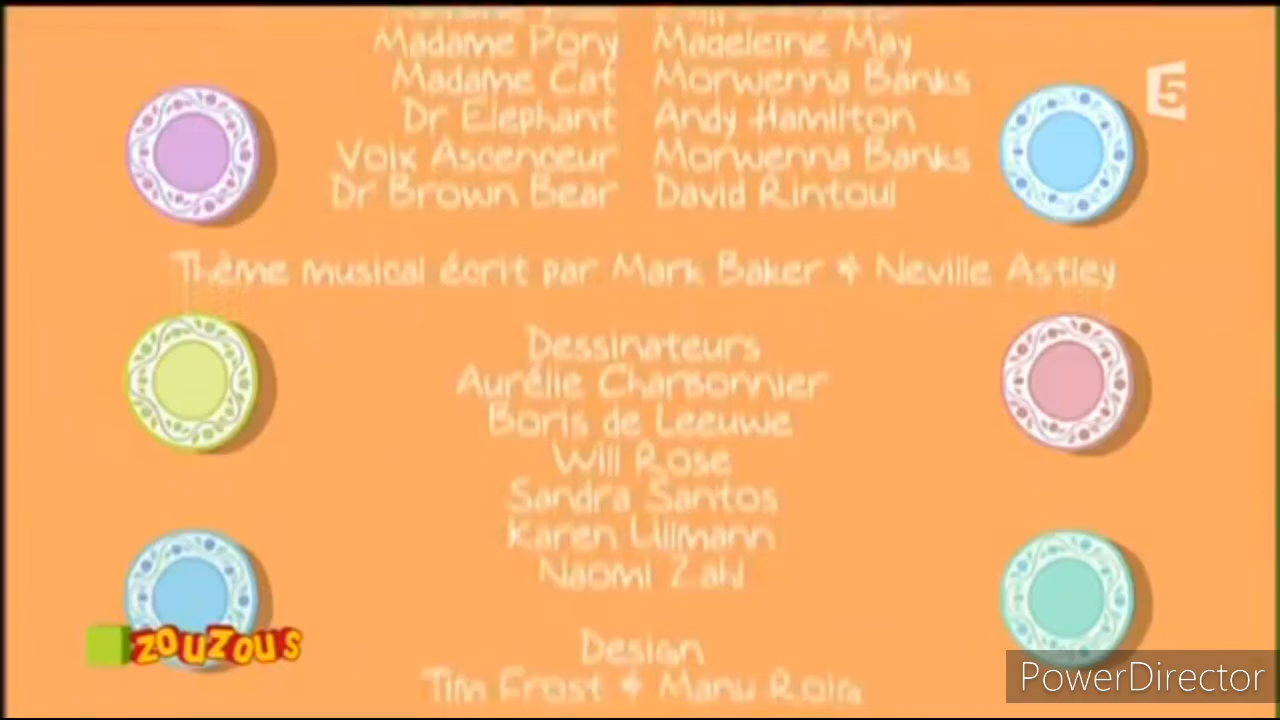 Madame Pony Madeleine May
Madame Cat Morwenna Banks
Dr Elephant Andy Hamilton
Voix Ascenceur Morwenna Banks
Dr Brown Bear David Rintoul
Thème musical écrit par Mark Baker & Neville Astley
Dessinateurs
Aurélie Charbonnier
Boris de Leeuwe
Will Rose
Sandra Santos
Karen Ullmann
Naomi Zahl
Design
Tim Frost & Manu Roig
5
ZOUZOUS
PowerDirector